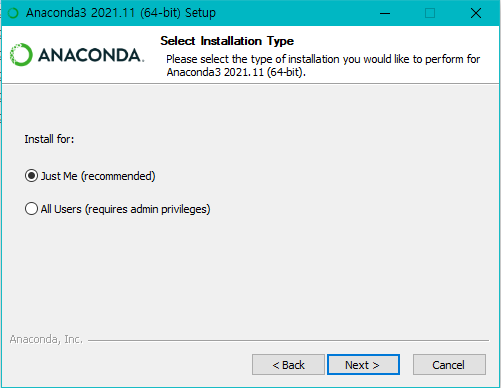 Anaconda3 2021.11 (64-bit) Setup
ANACONDA.
Select Installation Type
Please select the type of installation you would like to perform for
Anaconda3 2021.11 (64-bit).
Install for:
Just Me (recommended)
All Users (requires admin privileges)
Anaconda, Inc.
< Back
Next >
Cancel